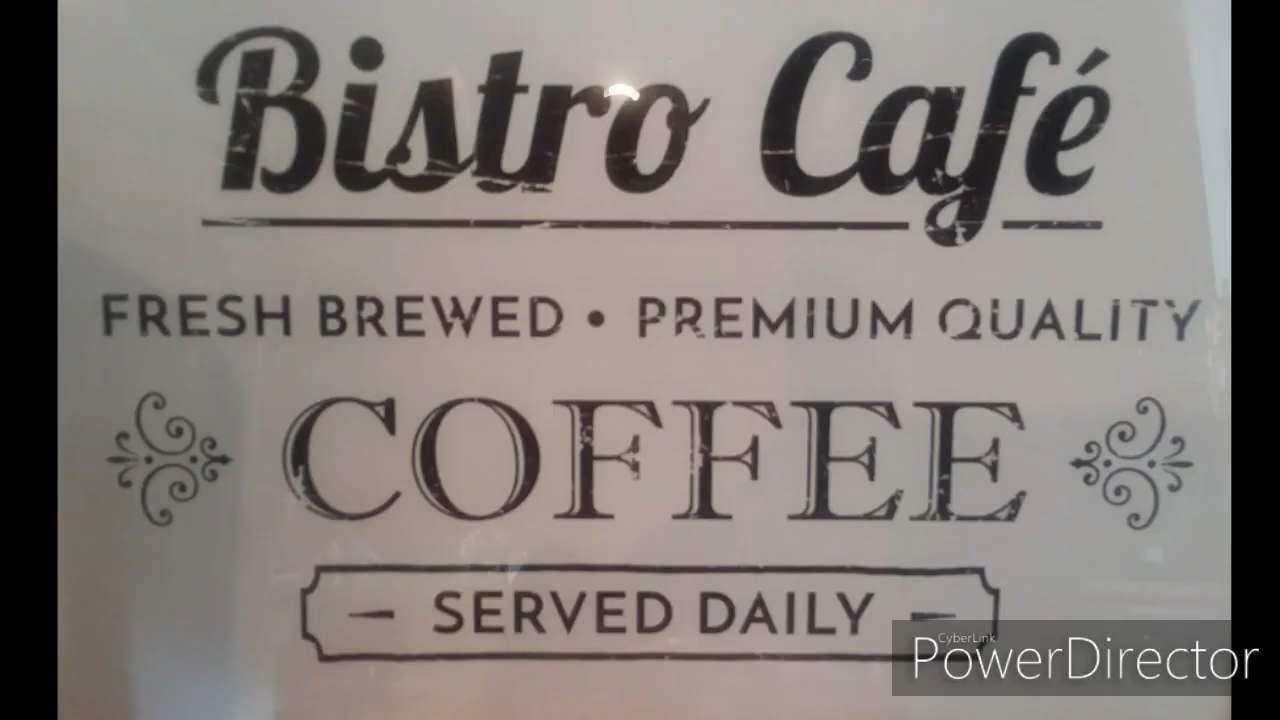 Bistro Café
FRESH BREWED • PREMIUM QUALITY
COFFEE
– SERVED DAILY –
CyberLink
PowerDirector